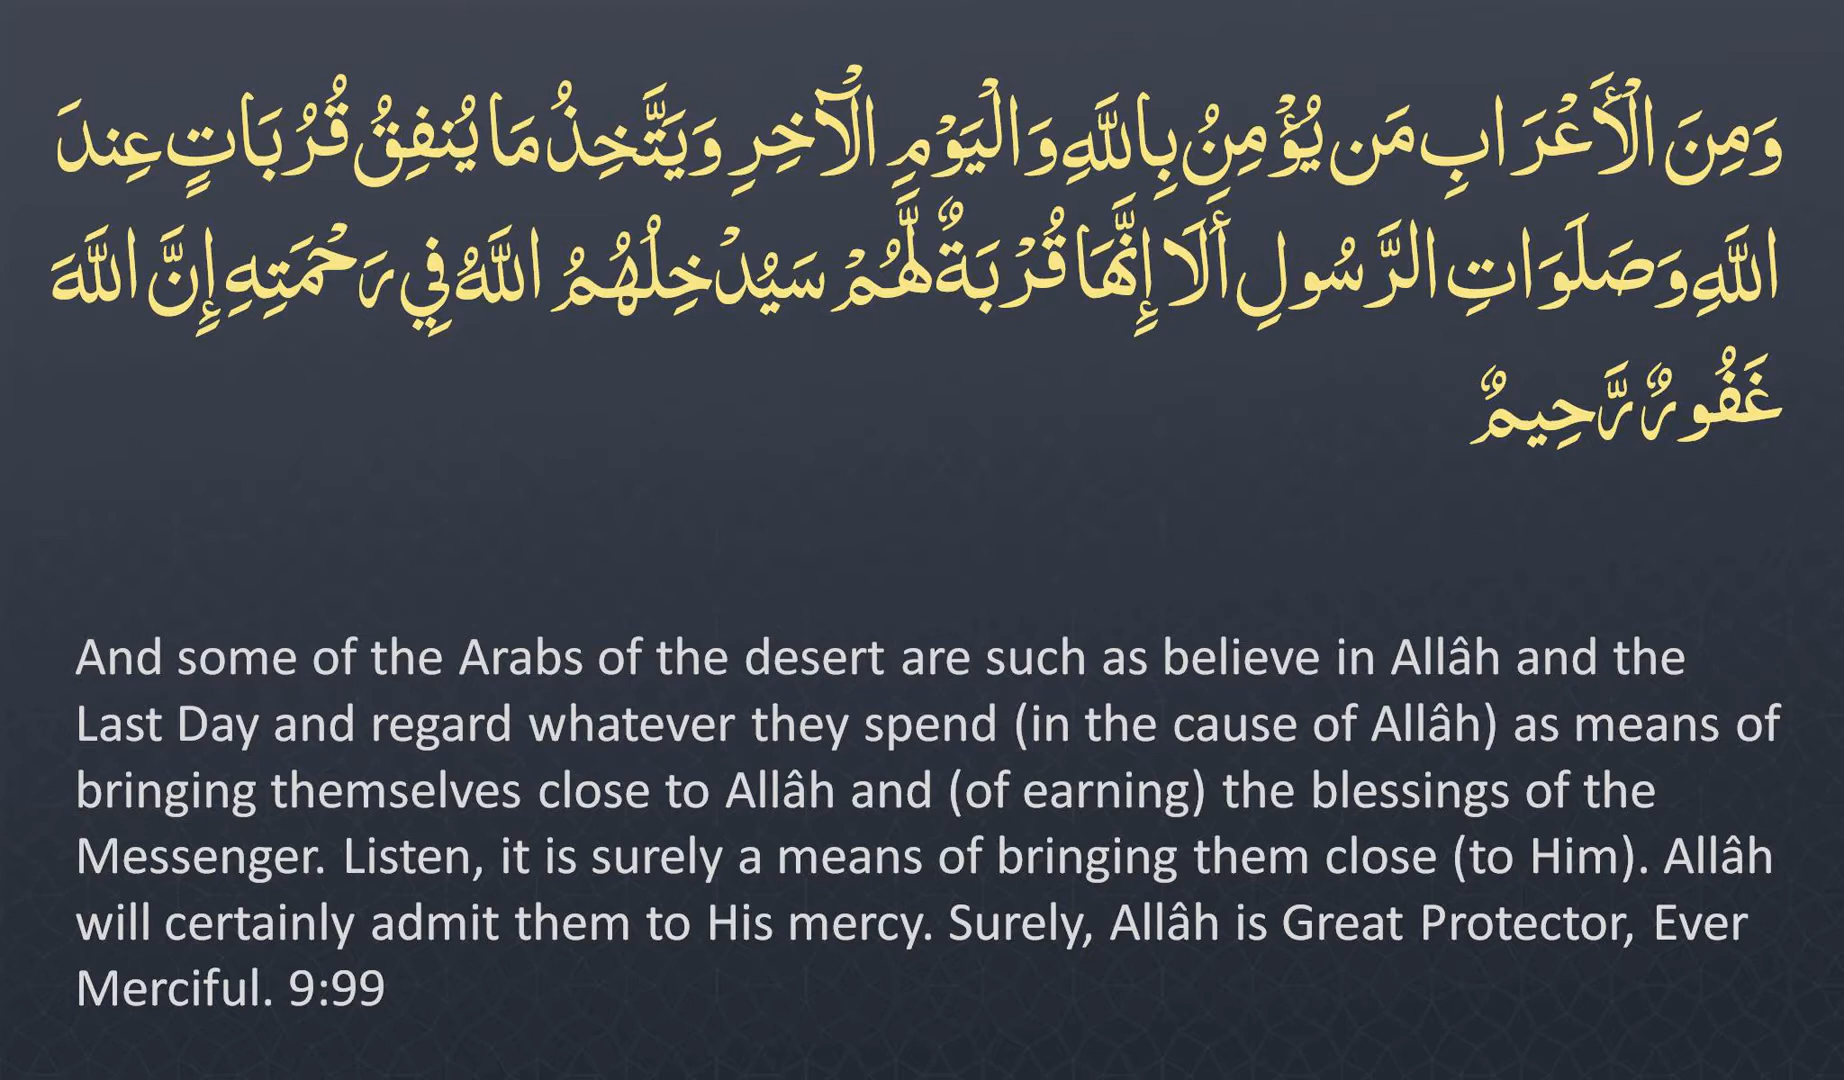 وَمِنَ الْأَعْرَابِ مَن يُؤْمِنُ بِاللَّهِ وَالْيَوْمِ الْآخِرِ وَيَتَّخِذُ مَا يُنفِقُ قُرُبَاتٍ عِندَ
اللَّهِ وَصَلَوَاتِ الرَّسُولِ أَلَا إِنَّهَا قُرْبَةٌ لَّهُمْ سَيُدْخِلُهُمُ اللَّهُ فِي رَحْمَتِهِ إِنَّ اللَّهَ
غَفُورٌ رَّحِيمٌ
And some of the Arabs of the desert are such as believe in Allâh and the
Last Day and regard whatever they spend (in the cause of Allâh) as means of
bringing themselves close to Allâh and (of earning) the blessings of the
Messenger. Listen, it is surely a means of bringing them close (to Him). Allâh
will certainly admit them to His mercy. Surely, Allâh is Great Protector, Ever
Merciful. 9:99